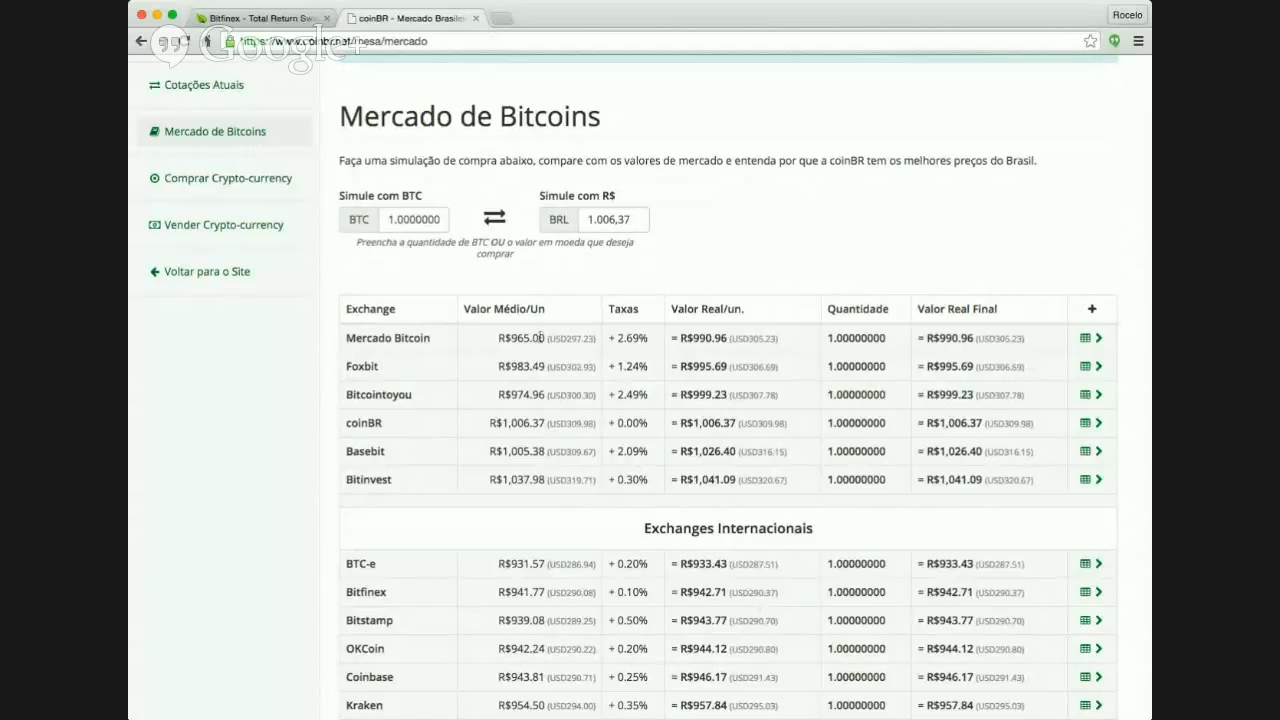 Bitfinex - Total Return Swa
coinBR - Mercado Brasilei
Rocelo
Google+
https://www.coinbr.net/mesa/mercado
Cotações Atuais
Mercado de Bitcoins
Comprar Crypto-currency
Vender Crypto-currency
Voltar para o Site
Mercado de Bitcoins
Faça uma simulação de compra abaixo, compare com os valores de mercado e entenda por que a coinBR tem os melhores preços do Brasil.
Simule com BTC Simule com R$
BTC 1.0000000 BRL 1.006,37
Preencha a quantidade de BTC OU o valor em moeda que deseja
comprar
Exchange Valor Médio/Un Taxas Valor Real/un. Quantidade Valor Real Final +
Mercado Bitcoin R$965.00 (USD297.23) + 2.69% = R$990.96 (USD305.23) 1.00000000 = R$990.96 (USD305.23)
Foxbit R$983.49 (USD302.93) + 1.24% = R$995.69 (USD306.69) 1.00000000 = R$995.69 (USD306.69)
Bitcointoyou R$974.96 (USD300.30) + 2.49% = R$999.23 (USD307.78) 1.00000000 = R$999.23 (USD307.78)
coinBR R$1,006.37 (USD309.98) + 0.00% = R$1,006.37 (USD309.98) 1.00000000 = R$1,006.37 (USD309.98)
Basebit R$1,005.38 (USD309.67) + 2.09% = R$1,026.40 (USD316.15) 1.00000000 = R$1,026.40 (USD316.15)
Bitinvest R$1,037.98 (USD319.71) + 0.30% = R$1,041.09 (USD320.67) 1.00000000 = R$1,041.09 (USD320.67)
Exchanges Internacionais
BTC-e R$931.57 (USD286.94) + 0.20% = R$933.43 (USD287.51) 1.00000000 = R$933.43 (USD287.51)
Bitfinex R$941.77 (USD290.08) + 0.10% = R$942.71 (USD290.37) 1.00000000 = R$942.71 (USD290.37)
Bitstamp R$939.08 (USD289.25) + 0.50% = R$943.77 (USD290.70) 1.00000000 = R$943.77 (USD290.70)
OKCoin R$942.24 (USD290.22) + 0.20% = R$944.12 (USD290.80) 1.00000000 = R$944.12 (USD290.80)
Coinbase R$943.81 (USD290.71) + 0.25% = R$946.17 (USD291.43) 1.00000000 = R$946.17 (USD291.43)
Kraken R$954.50 (USD294.00) + 0.35% = R$957.84 (USD295.03) 1.00000000 = R$957.84 (USD295.03)